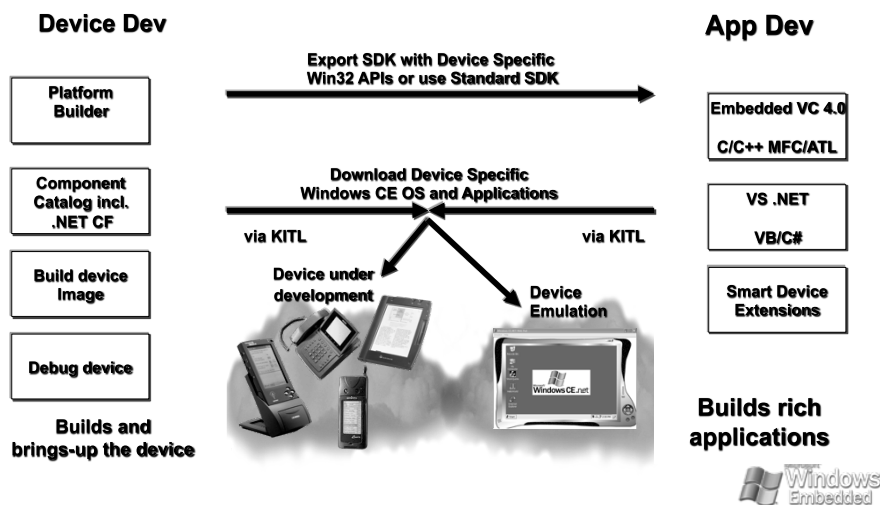 Device Dev
App Dev
Export SDK with Device Specific
Win32 APIs or use Standard SDK
Platform
Builder
Embedded VC 4.0
C/C++ MFC/ATL
Component
Catalog incl.
.NET CF
Download Device Specific
Windows CE OS and Applications
VS .NET
VB/C#
via KITL
via KITL
Build device
Image
Device under
development
Device
Emulation
Smart Device
Extensions
Debug device
Windows CE.net
Builds and
brings-up the device
Builds rich
applications
Windows
Embedded